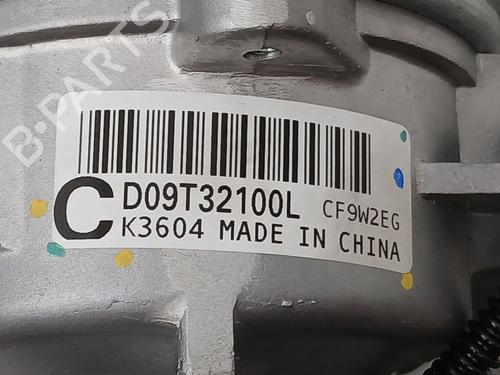 B-PARTS
C D09T32100L CF9W2EG
K3604 MADE IN CHINA